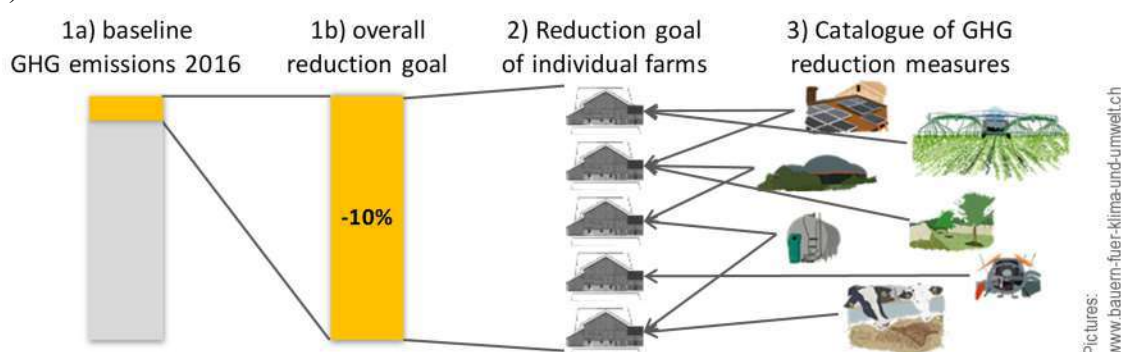 )
1a) baseline
GHG emissions 2016
1b) overall
reduction goal
2) Reduction goal
of individual farms
3) Catalogue of GHG
reduction measures
-10%
Pictures:
www.bauern-fuer-klima-und-umwelt.ch